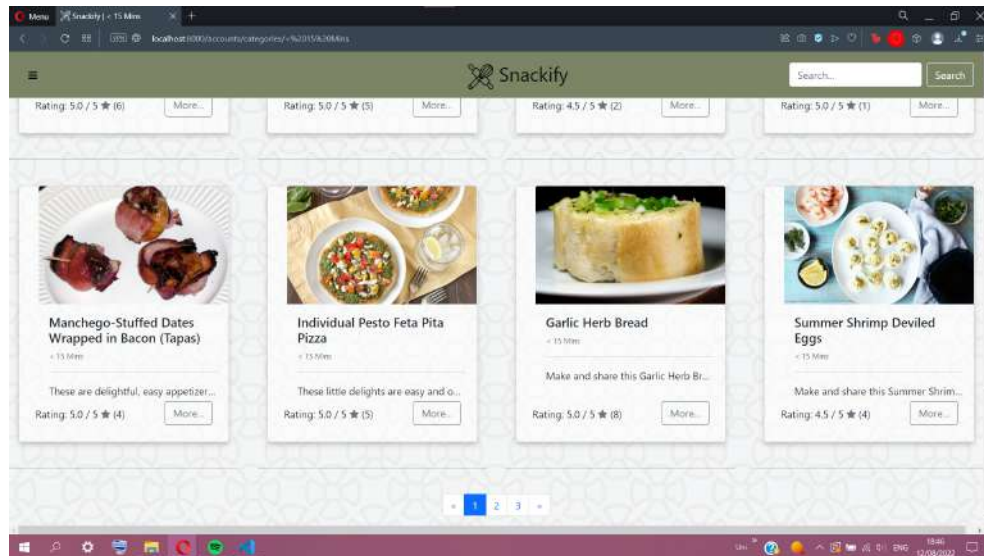 Menu
Snackify | < 15 Mins
localhost:8000/accounts/categories/<%2015%20Mins
Snackify
Search...
Search
Rating: 5.0 / 5 ★ (6)
More...
Rating: 5.0 / 5 ★ (5)
More...
Rating: 4.5 / 5 ★ (2)
More...
Rating: 5.0 / 5 ★ (1)
More...
Manchego-Stuffed Dates
Wrapped in Bacon (Tapas)
< 15 Mins
These are delightful, easy appetizer...
Rating: 5.0 / 5 ★ (4)
More...
Individual Pesto Feta Pita
Pizza
< 15 Mins
These little delights are easy and o...
Rating: 5.0 / 5 ★ (5)
More...
Garlic Herb Bread
< 15 Mins
Make and share this Garlic Herb Br...
Rating: 5.0 / 5 ★ (8)
More...
Summer Shrimp Deviled
Eggs
< 15 Mins
Make and share this Summer Shrim...
Rating: 4.5 / 5 ★ (4)
More...
« 1 2 3 »
ENG
18:46
12/08/2022